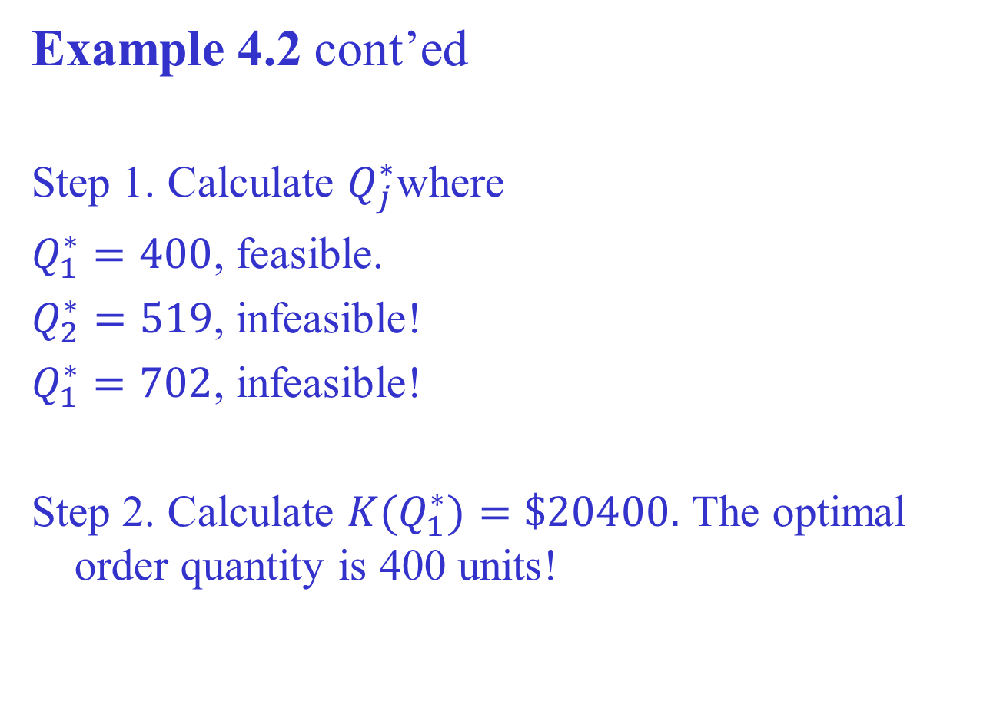 Example 4.2 cont’ed
Step 1. Calculate $Q_j^*$ where
$Q_1^* = 400$, feasible.
$Q_2^* = 519$, infeasible!
$Q_1^* = 702$, infeasible!
Step 2. Calculate $K(Q_1^*) = \$20400$. The optimal
order quantity is 400 units!